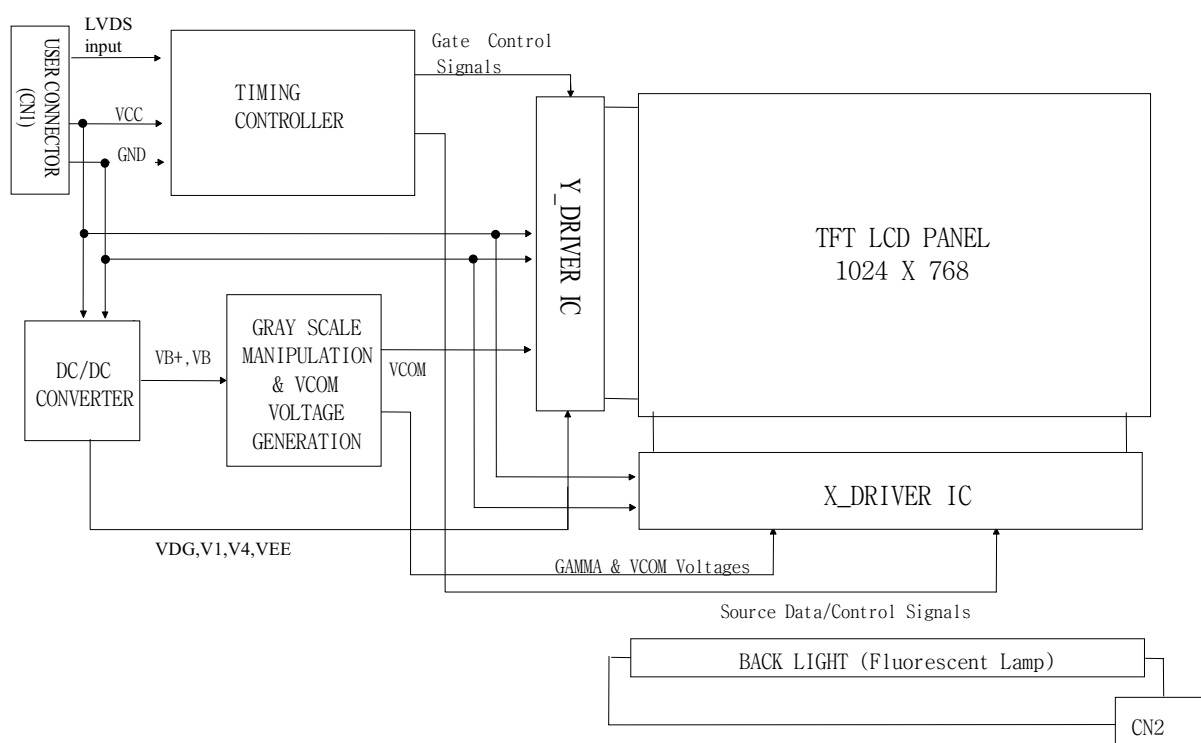 LVDS
input
USER CONNECTOR
(CN1)
VCC
GND
TIMING
CONTROLLER
Gate Control
Signals
Y_DRIVER IC
TFT LCD PANEL
1024 X 768
DC/DC
CONVERTER
VB+,VB
GRAY SCALE
MANIPULATION
& VCOM
VOLTAGE
GENERATION
VCOM
X_DRIVER IC
VDG,V1,V4,VEE
GAMMA & VCOM Voltages
Source Data/Control Signals
BACK LIGHT (Fluorescent Lamp)
CN2